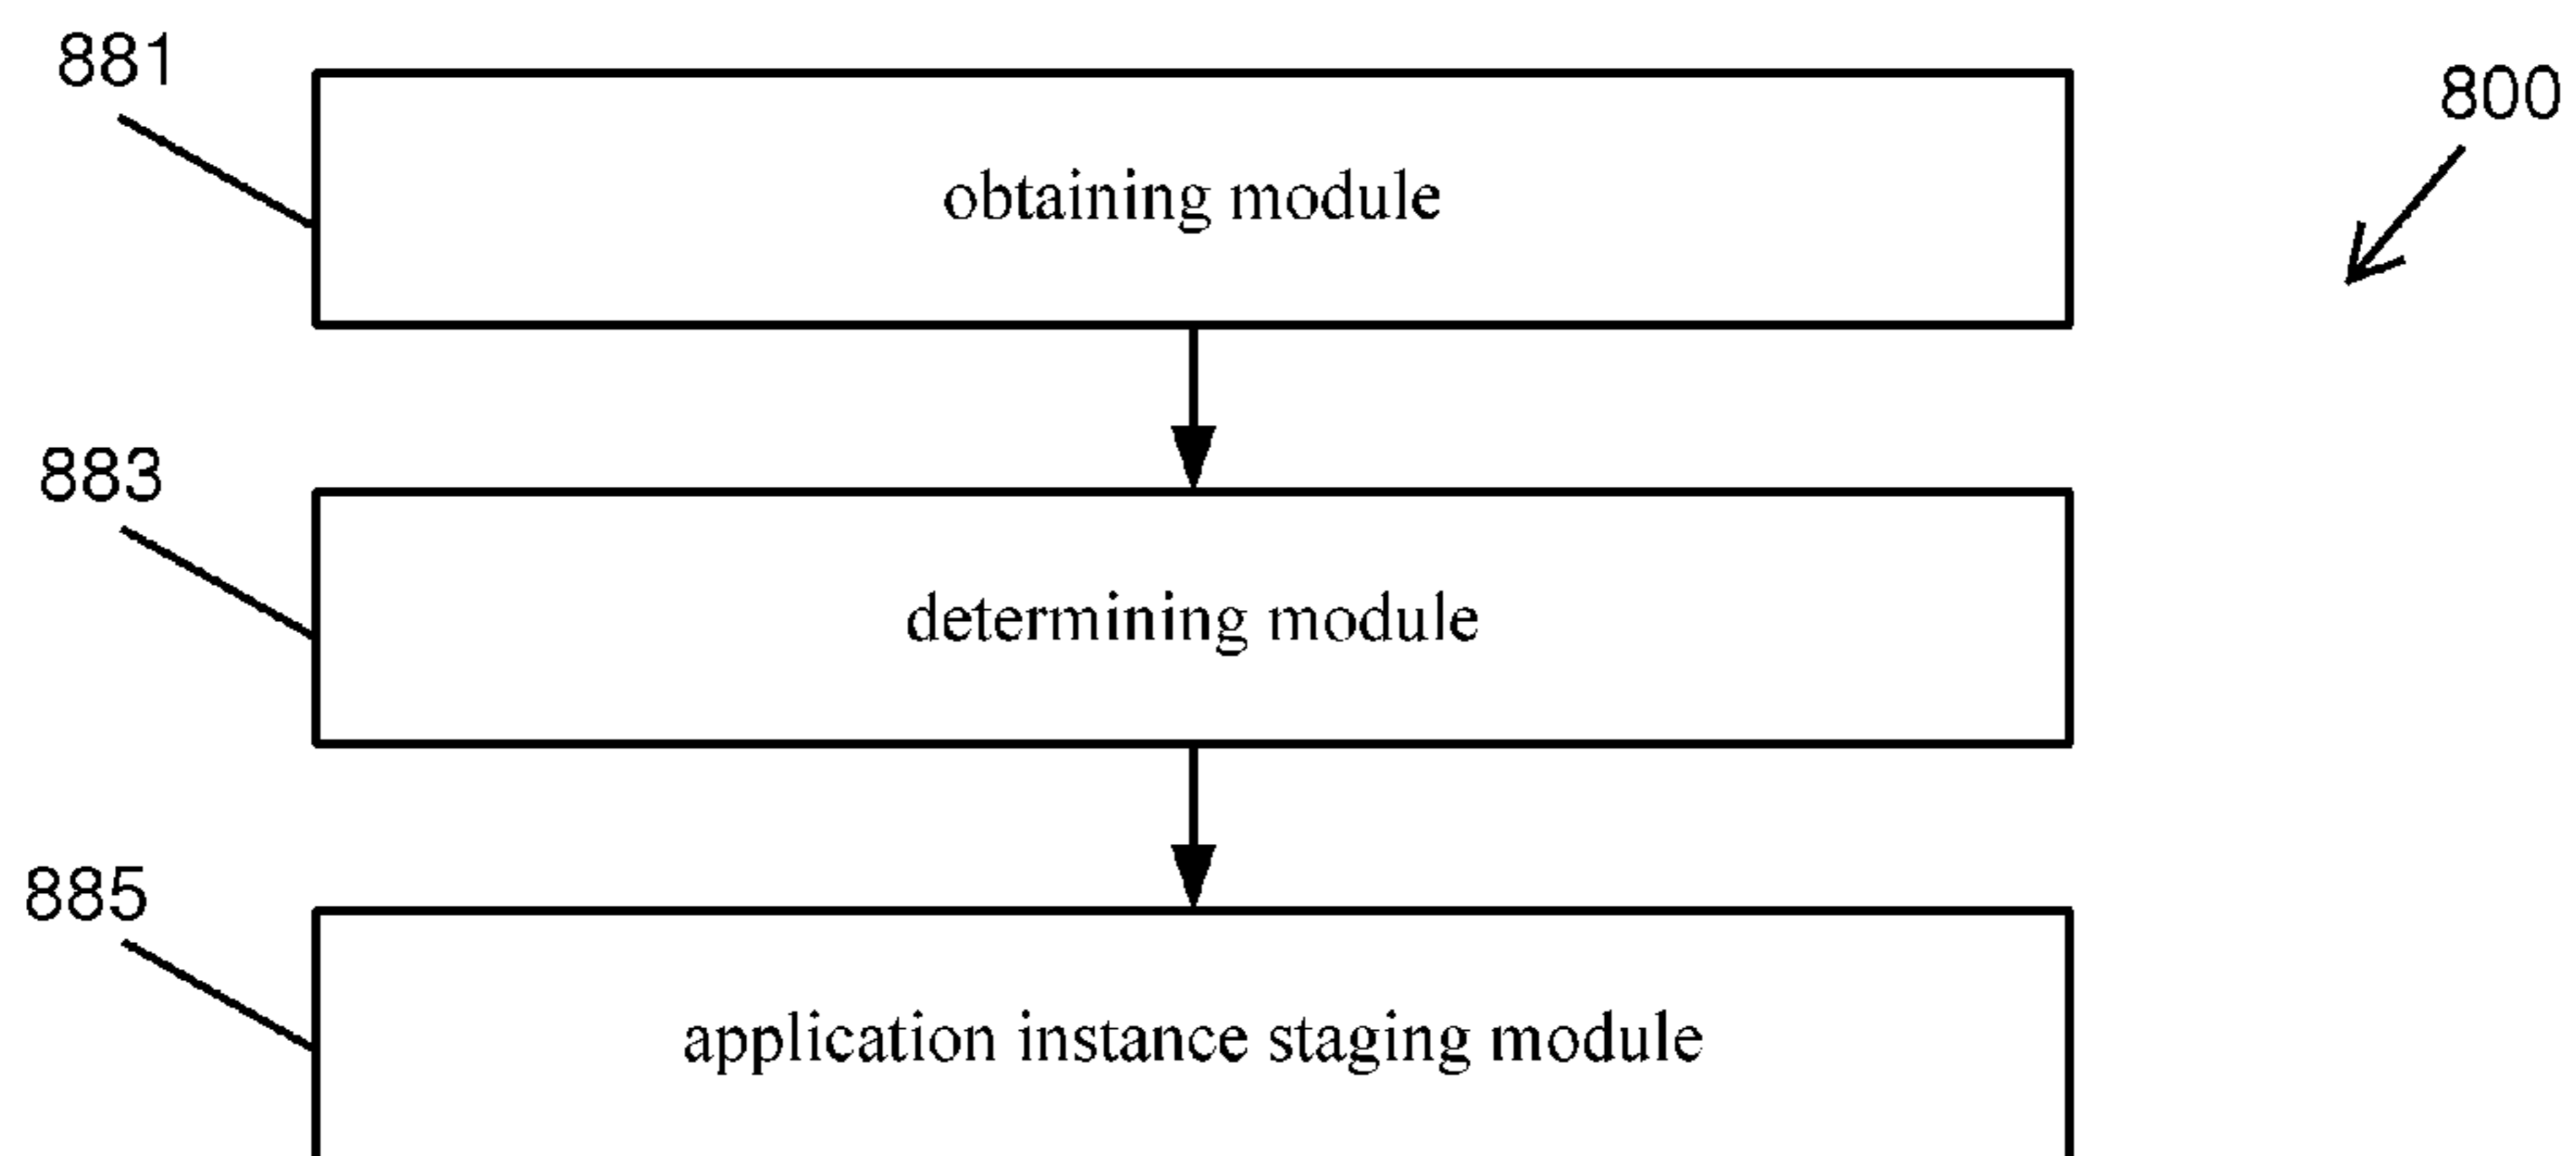 881
800
obtaining module
883
determining module
885
application instance staging module